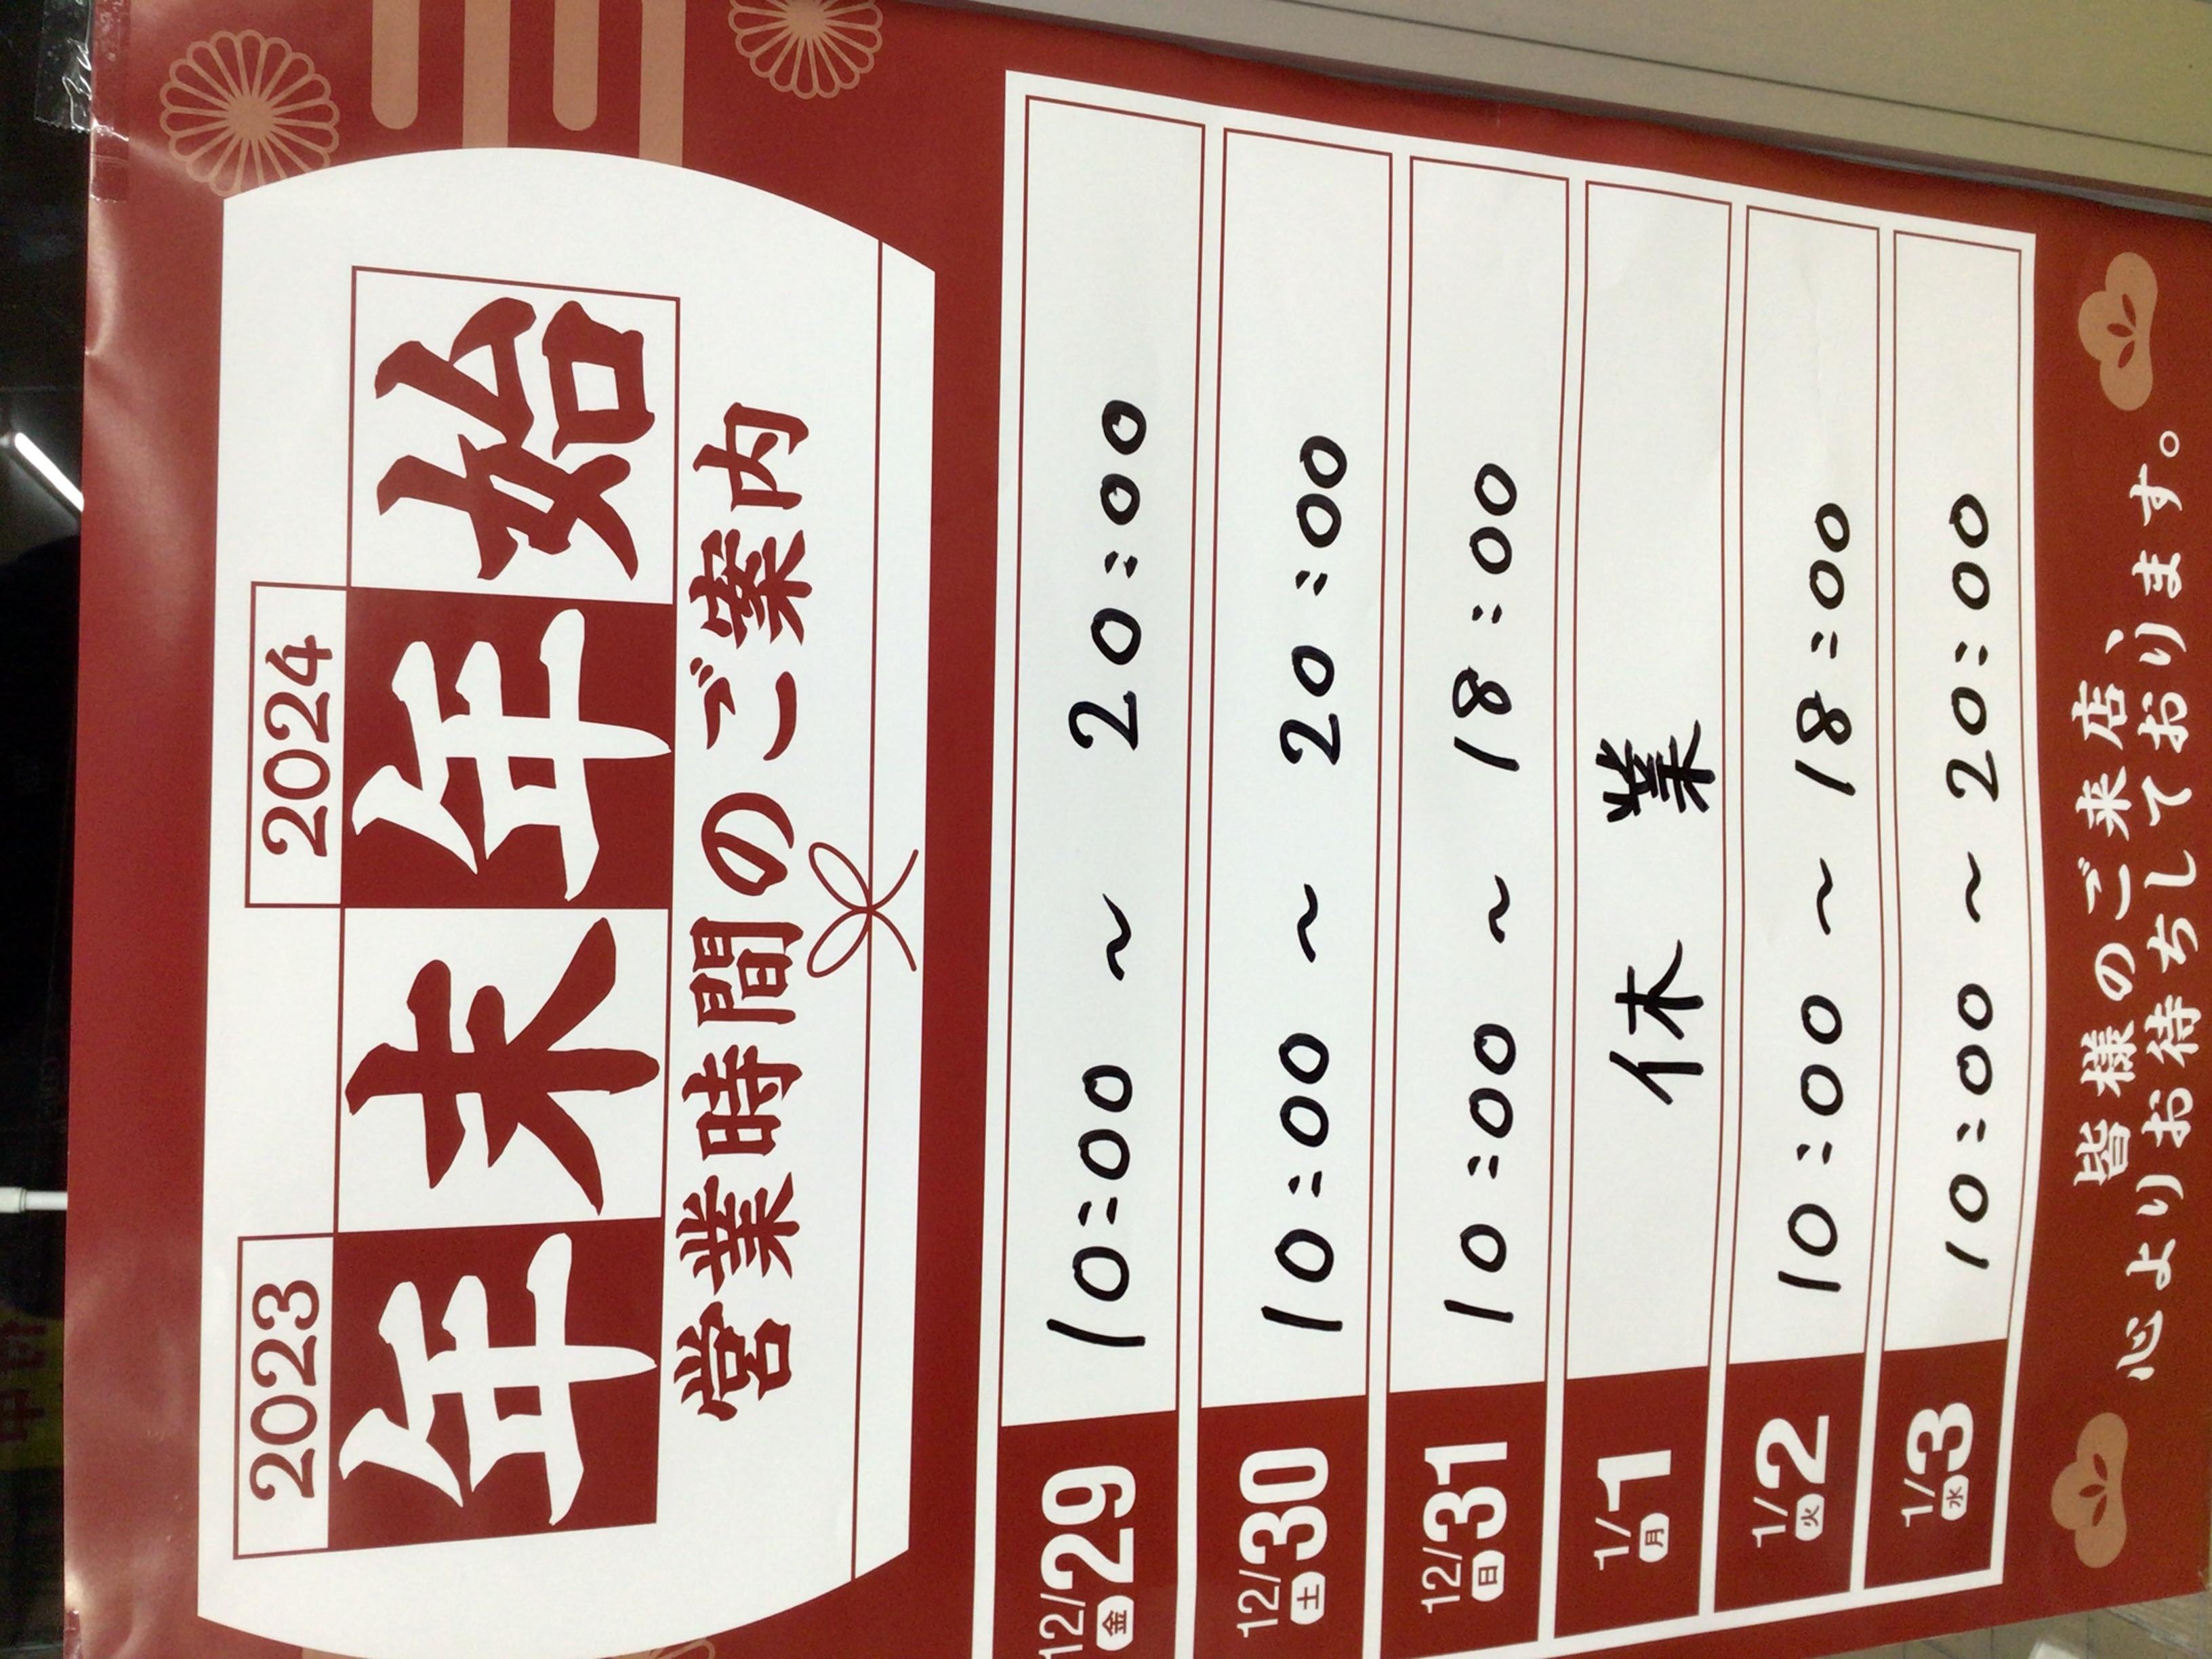 2023 2024
年末年始
営業時間のご案内
12/29(金) 10:00 ~ 20:00
12/30(土) 10:00 ~ 20:00
12/31(日) 10:00 ~ 18:00
1/1(月) 休業
1/2(火) 10:00 ~ 18:00
1/3(水) 10:00 ~ 20:00
皆様のご来店、
心よりお待ちしております。